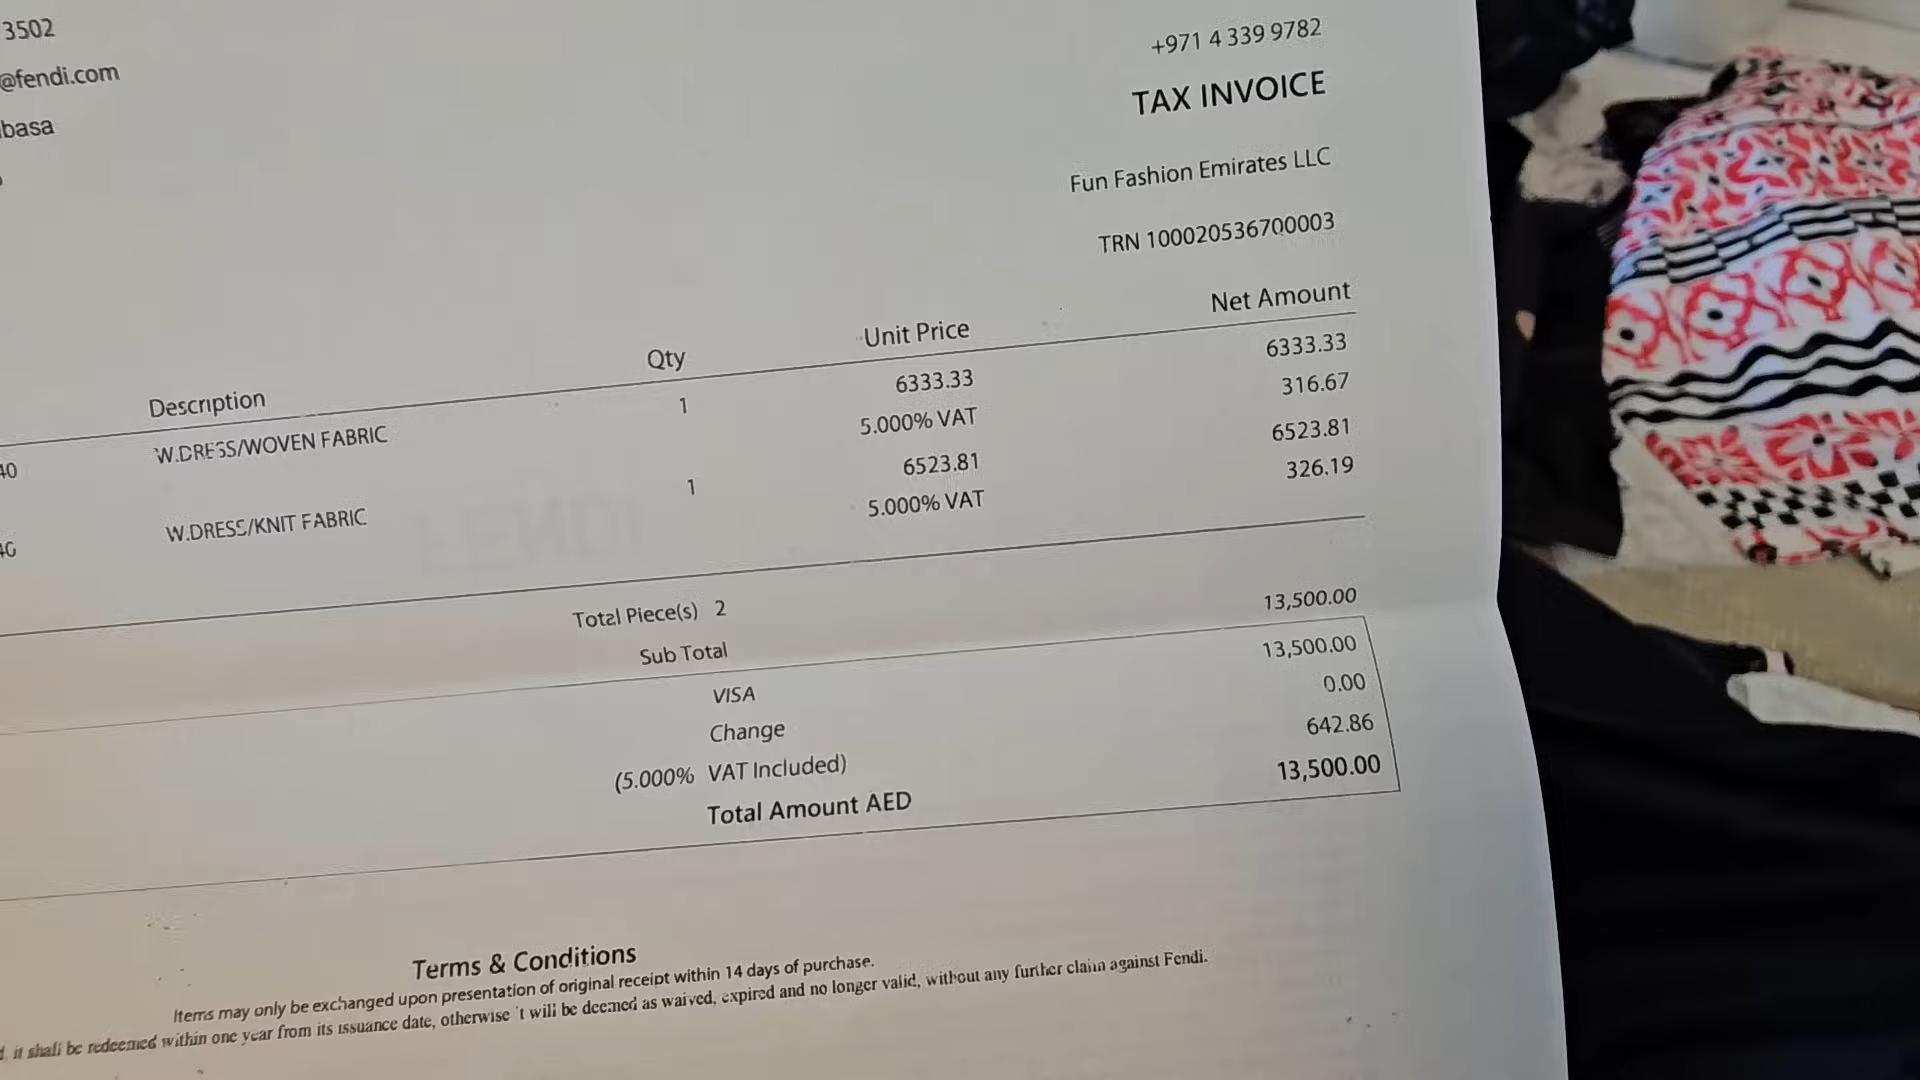 3502
@fendi.com
basa
+971 4 339 9782
TAX INVOICE
Fun Fashion Emirates LLC
TRN 100020536700003
Description Qty Unit Price Net Amount
40 W.DRESS/WOVEN FABRIC 1 6333.33 6333.33
5.000% VAT 316.67
40 W.DRESS/KNIT FABRIC 1 6523.81 6523.81
5.000% VAT 326.19
FENDI
Total Piece(s) 2
Sub Total 13,500.00
VISA 13,500.00
Change 0.00
(5.000% VAT Included) 642.86
Total Amount AED 13,500.00
Terms & Conditions
Items may only be exchanged upon presentation of original receipt within 14 days of purchase.
it shall be redeemed within one year from its issuance date, otherwise it will be deemed as waived, expired and no longer valid, without any further claim against Fendi.